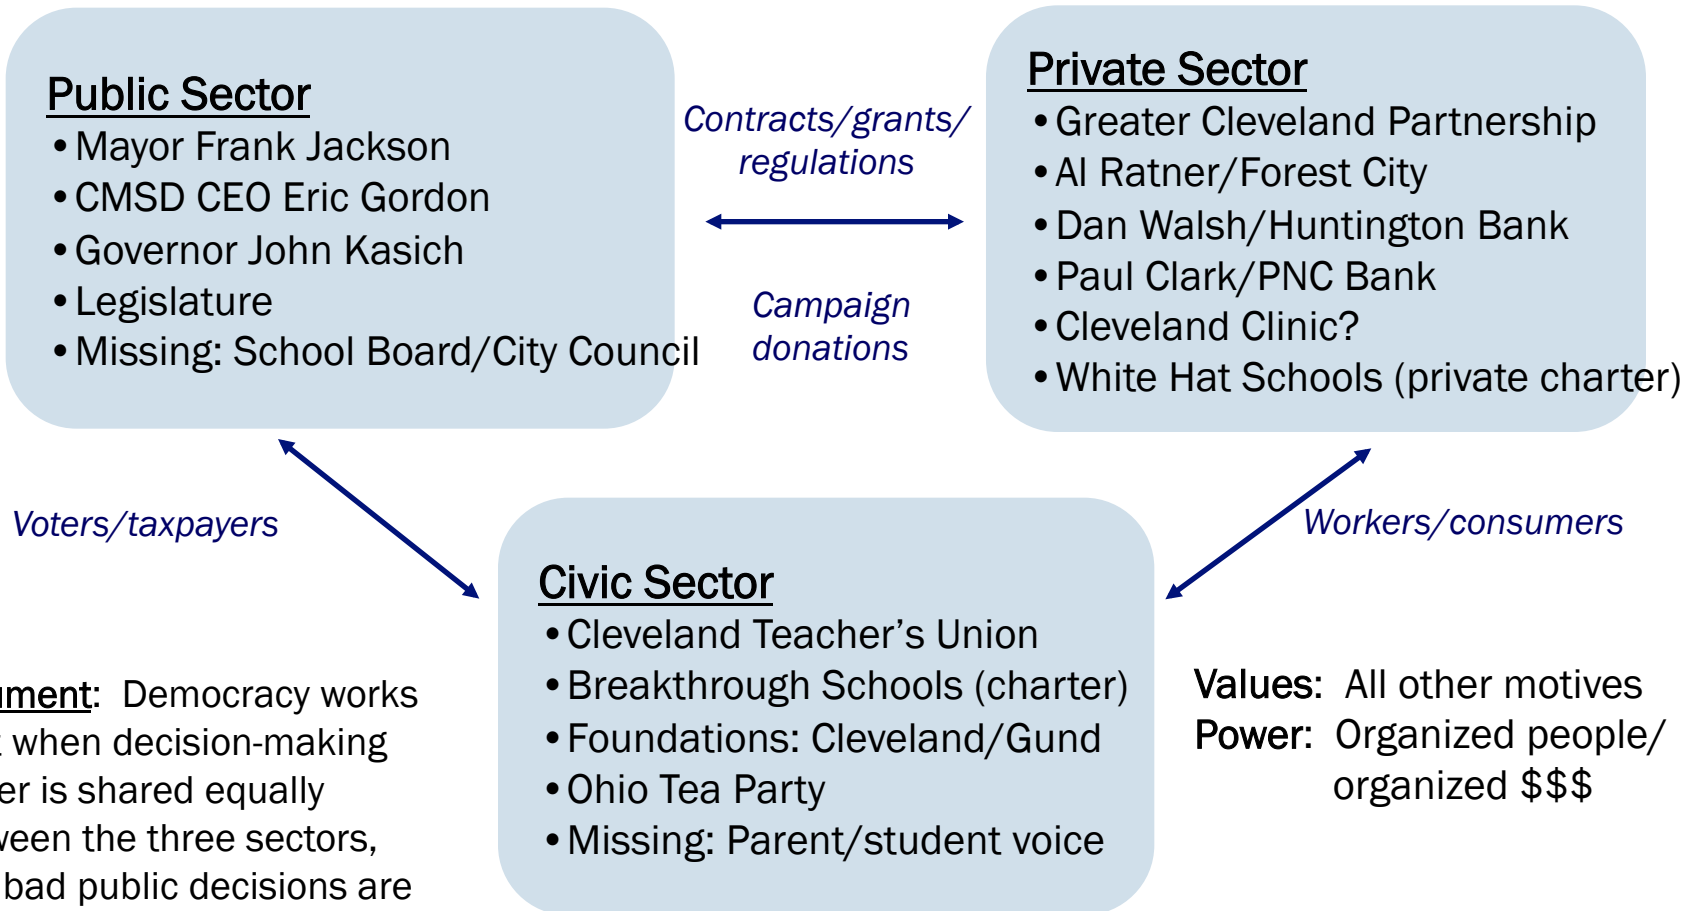 Public Sector
•Mayor Frank Jackson
•CMSD CEO Eric Gordon
•Governor John Kasich
•Legislature
•Missing: School Board/City Council
Contracts/grants/
regulations
Campaign
donations
Private Sector
•Greater Cleveland Partnership
•Al Ratner/Forest City
•Dan Walsh/Huntington Bank
•Paul Clark/PNC Bank
•Cleveland Clinic?
•White Hat Schools (private charter)
Voters/taxpayers
Workers/consumers
Civic Sector
•Cleveland Teacher’s Union
•Breakthrough Schools (charter)
•Foundations: Cleveland/Gund
•Ohio Tea Party
•Missing: Parent/student voice
ument: Democracy works
when decision-making
er is shared equally
ween the three sectors,
bad public decisions are
Values: All other motives
Power: Organized people/
organized $$$